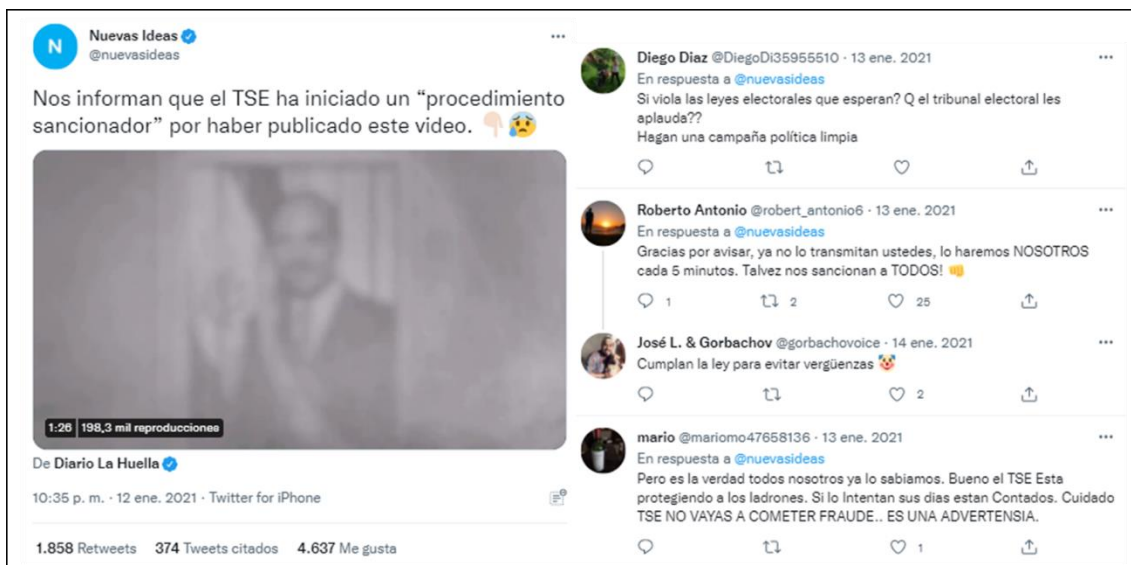 N
Nuevas Ideas
@nuevasideas
Nos informan que el TSE ha iniciado un “procedimiento
sancionador” por haber publicado este video. 👇🏻😰
1:26 198,3 mil reproducciones
De Diario La Huella
10:35 p. m. · 12 ene. 2021 · Twitter for iPhone
1.858 Retweets 374 Tweets citados 4.637 Me gusta
Diego Diaz @DiegoDi35955510 · 13 ene. 2021
En respuesta a @nuevasideas
Si viola las leyes electorales que esperan? Q el tribunal electoral les
aplauda??
Hagan una campaña política limpia
Roberto Antonio @robert_antonio6 · 13 ene. 2021
En respuesta a @nuevasideas
Gracias por avisar, ya no lo transmitan ustedes, lo haremos NOSOTROS
cada 5 minutos. Talvez nos sancionan a TODOS! 👊
1 2 25
José L. & Gorbachov @gorbachovoice · 14 ene. 2021
Cumplan la ley para evitar vergüenzas 🤡
2
mario @mariomo47658136 · 13 ene. 2021
En respuesta a @nuevasideas
Pero es la verdad todos nosotros ya lo sabiamos. Bueno el TSE Esta
protegiendo a los ladrones. Si lo Intentan sus dias estan Contados. Cuidado
TSE NO VAYAS A COMETER FRAUDE.. ES UNA ADVERTENSIA.
1